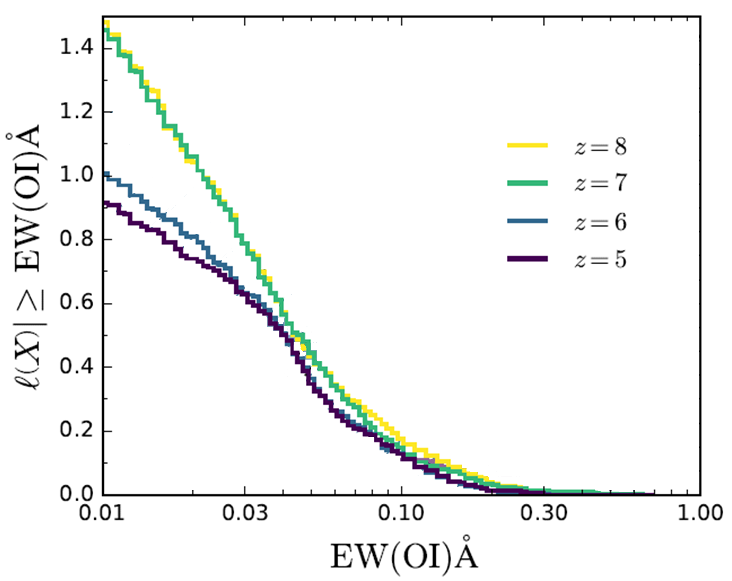 1.4
1.2
1.0
0.8
0.6
0.4
0.2
0.0
ℓ(X)| ≥ EW(OI)Å
z = 8
z = 7
z = 6
z = 5
0.01 0.03 0.10 0.30 1.00
EW(OI)Å